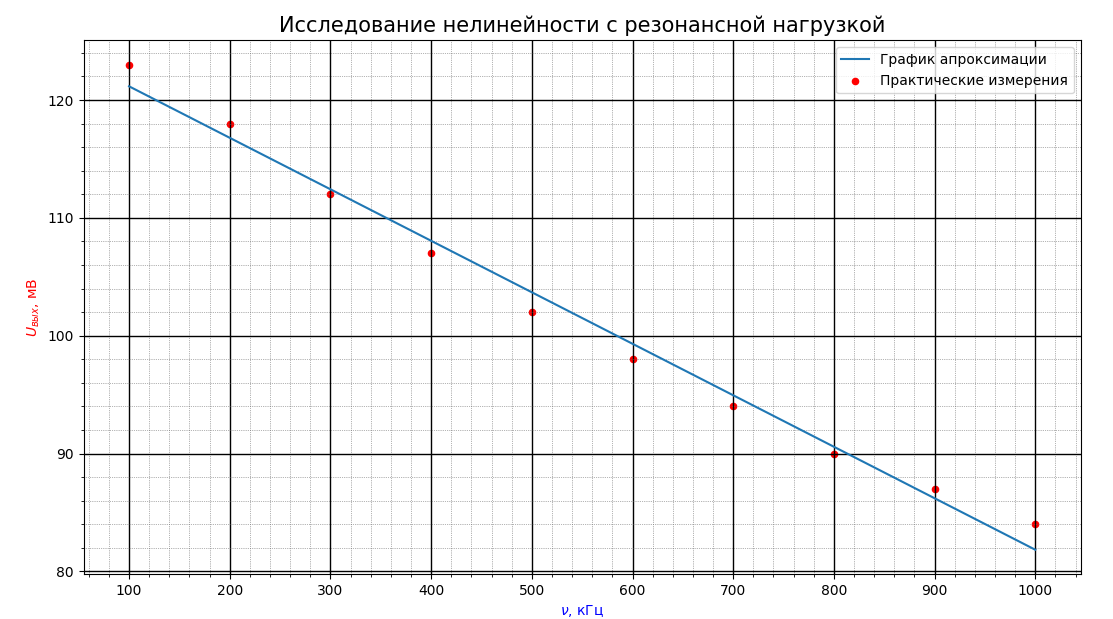 Исследование нелинейности с резонансной нагрузкой
График апроксимации
Практические измерения
120
110
100
90
80
U_вых, мВ
100 200 300 400 500 600 700 800 900 1000
ν, кГц